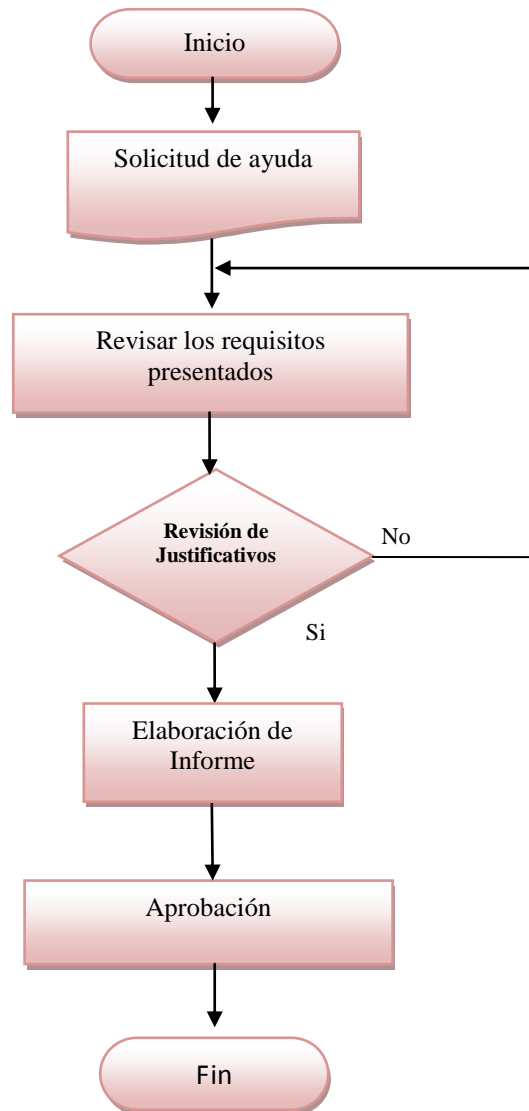 Inicio
Solicitud de ayuda
Revisar los requisitos
presentados
Revisión de
Justificativos
No
Si
Elaboración de
Informe
Aprobación
Fin